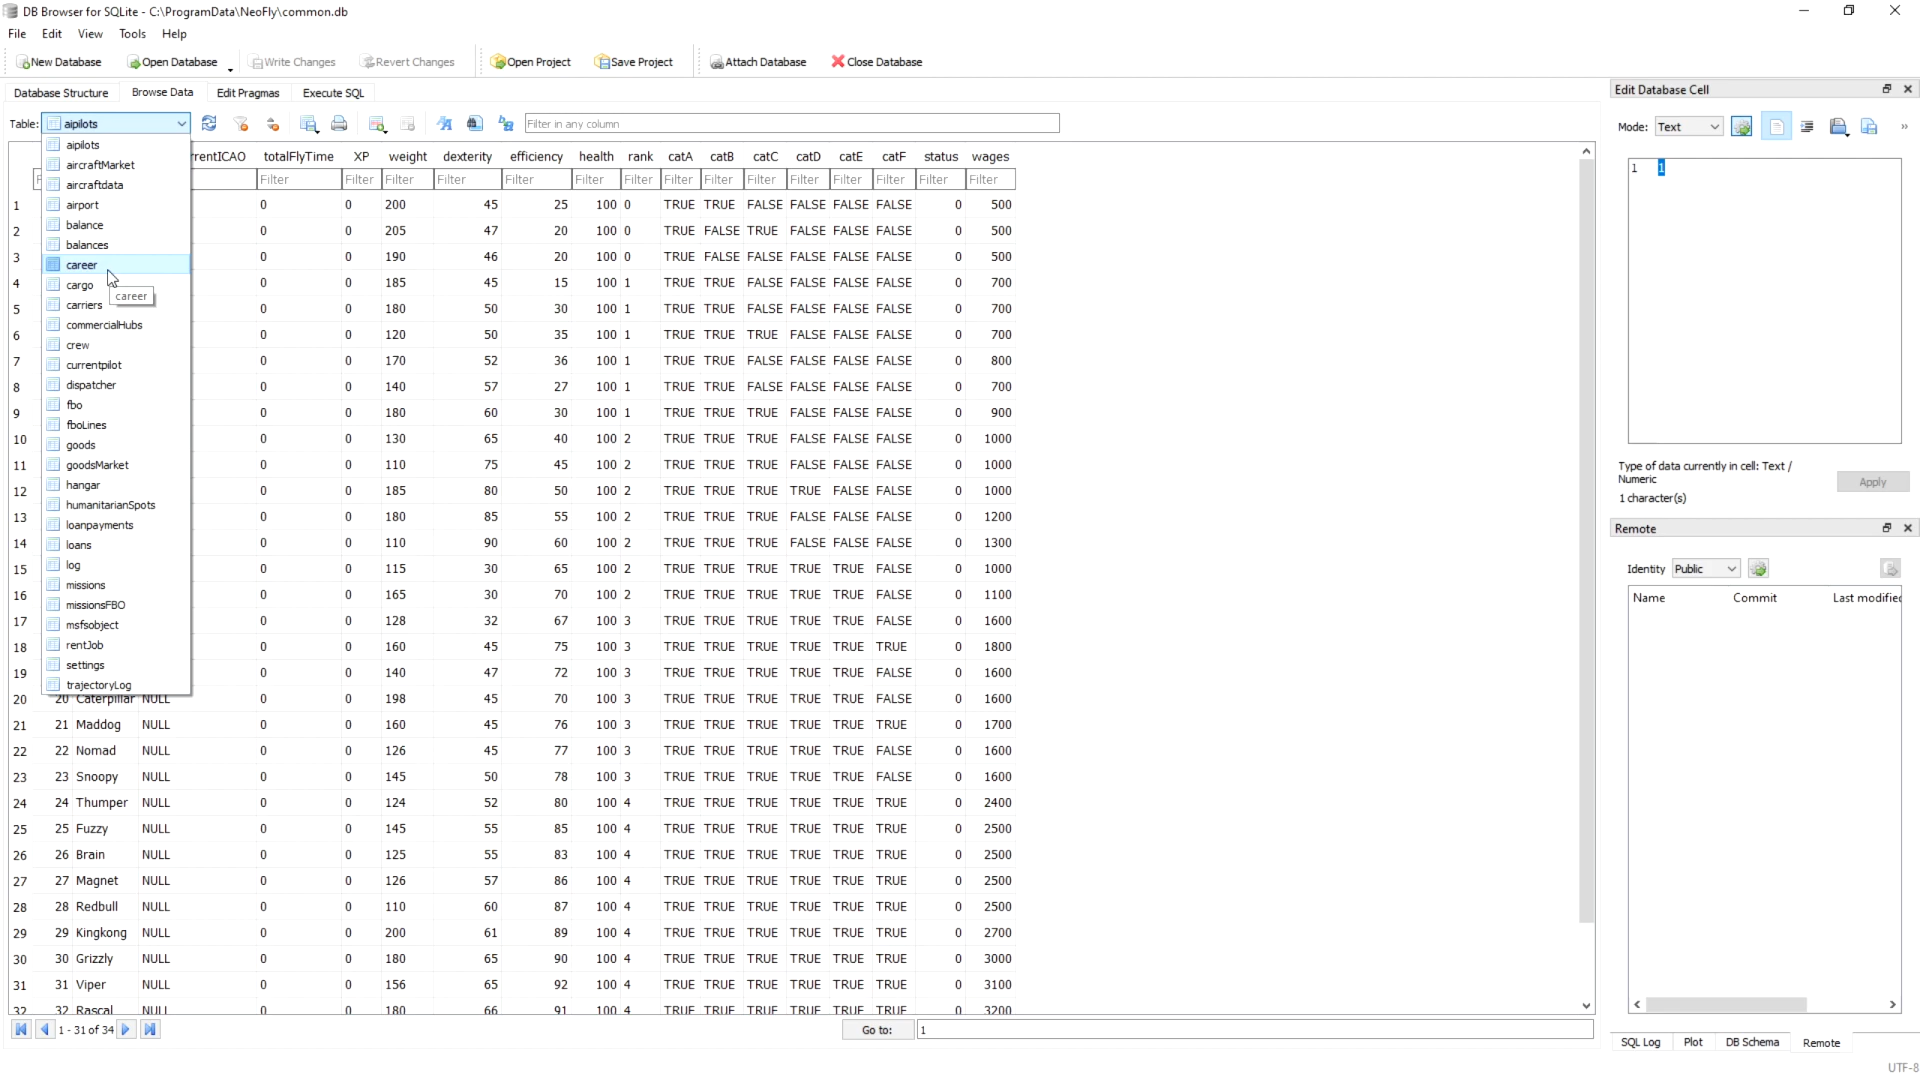 DB Browser for SQLite - C:\ProgramData\NeoFly\common.db
File Edit View Tools Help
New Database Open Database Write Changes Revert Changes Open Project Save Project Attach Database Close Database
Database Structure Browse Data Edit Pragmas Execute SQL
Table: aipilots Filter in any column
aipilots
aircraftMarket
aircraftdata
airport
balance
balances
career
cargo
career
carriers
commercialHubs
crew
currentpilot
dispatcher
fbo
fboLines
goods
goodsMarket
hangar
humanitarianSpots
loanpayments
loans
log
missions
missionsFBO
msfsobject
rentJob
settings
trajectoryLog
rrentICAO totalFlyTime XP weight dexterity efficiency health rank catA catB catC catD catE catF status wages
F Filter Filter Filter Filter Filter Filter Filter Filter Filter Filter Filter Filter Filter Filter Filter
1 0 0 200 45 25 100 0 TRUE TRUE FALSE FALSE FALSE FALSE 0 500
2 0 0 205 47 20 100 0 TRUE FALSE TRUE FALSE FALSE FALSE 0 500
3 0 0 190 46 20 100 0 TRUE FALSE FALSE FALSE FALSE FALSE 0 500
4 0 0 185 45 15 100 1 TRUE TRUE FALSE FALSE FALSE FALSE 0 700
5 0 0 180 50 30 100 1 TRUE TRUE FALSE FALSE FALSE FALSE 0 700
6 0 0 120 50 35 100 1 TRUE TRUE TRUE FALSE FALSE FALSE 0 700
7 0 0 170 52 36 100 1 TRUE TRUE FALSE FALSE FALSE FALSE 0 800
8 0 0 140 57 27 100 1 TRUE TRUE FALSE FALSE FALSE FALSE 0 700
9 0 0 180 60 30 100 1 TRUE TRUE TRUE FALSE FALSE FALSE 0 900
10 0 0 130 65 40 100 2 TRUE TRUE TRUE FALSE FALSE FALSE 0 1000
11 0 0 110 75 45 100 2 TRUE TRUE TRUE FALSE FALSE FALSE 0 1000
12 0 0 185 80 50 100 2 TRUE TRUE TRUE TRUE FALSE FALSE 0 1000
13 0 0 180 85 55 100 2 TRUE TRUE TRUE FALSE FALSE FALSE 0 1200
14 0 0 110 90 60 100 2 TRUE TRUE TRUE FALSE FALSE FALSE 0 1300
15 0 0 115 30 65 100 2 TRUE TRUE TRUE TRUE TRUE FALSE 0 1000
16 0 0 165 30 70 100 2 TRUE TRUE TRUE TRUE TRUE FALSE 0 1100
17 0 0 128 32 67 100 3 TRUE TRUE TRUE TRUE TRUE FALSE 0 1600
18 0 0 160 45 75 100 3 TRUE TRUE TRUE TRUE TRUE TRUE 0 1800
19 0 0 140 47 72 100 3 TRUE TRUE TRUE TRUE TRUE FALSE 0 1600
20 20 Caterpillar NULL 0 0 198 45 70 100 3 TRUE TRUE TRUE TRUE TRUE FALSE 0 1600
21 21 Maddog NULL 0 0 160 45 76 100 3 TRUE TRUE TRUE TRUE TRUE TRUE 0 1700
22 22 Nomad NULL 0 0 126 45 77 100 3 TRUE TRUE TRUE TRUE TRUE FALSE 0 1600
23 23 Snoopy NULL 0 0 145 50 78 100 3 TRUE TRUE TRUE TRUE TRUE FALSE 0 1600
24 24 Thumper NULL 0 0 124 52 80 100 4 TRUE TRUE TRUE TRUE TRUE TRUE 0 2400
25 25 Fuzzy NULL 0 0 145 55 85 100 4 TRUE TRUE TRUE TRUE TRUE TRUE 0 2500
26 26 Brain NULL 0 0 125 55 83 100 4 TRUE TRUE TRUE TRUE TRUE TRUE 0 2500
27 27 Magnet NULL 0 0 126 57 86 100 4 TRUE TRUE TRUE TRUE TRUE TRUE 0 2500
28 28 Redbull NULL 0 0 110 60 87 100 4 TRUE TRUE TRUE TRUE TRUE TRUE 0 2500
29 29 Kingkong NULL 0 0 200 61 89 100 4 TRUE TRUE TRUE TRUE TRUE TRUE 0 2700
30 30 Grizzly NULL 0 0 180 65 90 100 4 TRUE TRUE TRUE TRUE TRUE TRUE 0 3000
31 31 Viper NULL 0 0 156 65 92 100 4 TRUE TRUE TRUE TRUE TRUE TRUE 0 3100
32 32 Rascal NULL 0 0 180 66 91 100 4 TRUE TRUE TRUE TRUE TRUE TRUE 0 3200
1 - 31 of 34 Go to: 1
Edit Database Cell
Mode: Text »
1 1
Type of data currently in cell: Text /
Numeric
1 character(s)
Apply
Remote
Identity Public
Name Commit Last modified
SQL Log Plot DB Schema Remote
UTF-8